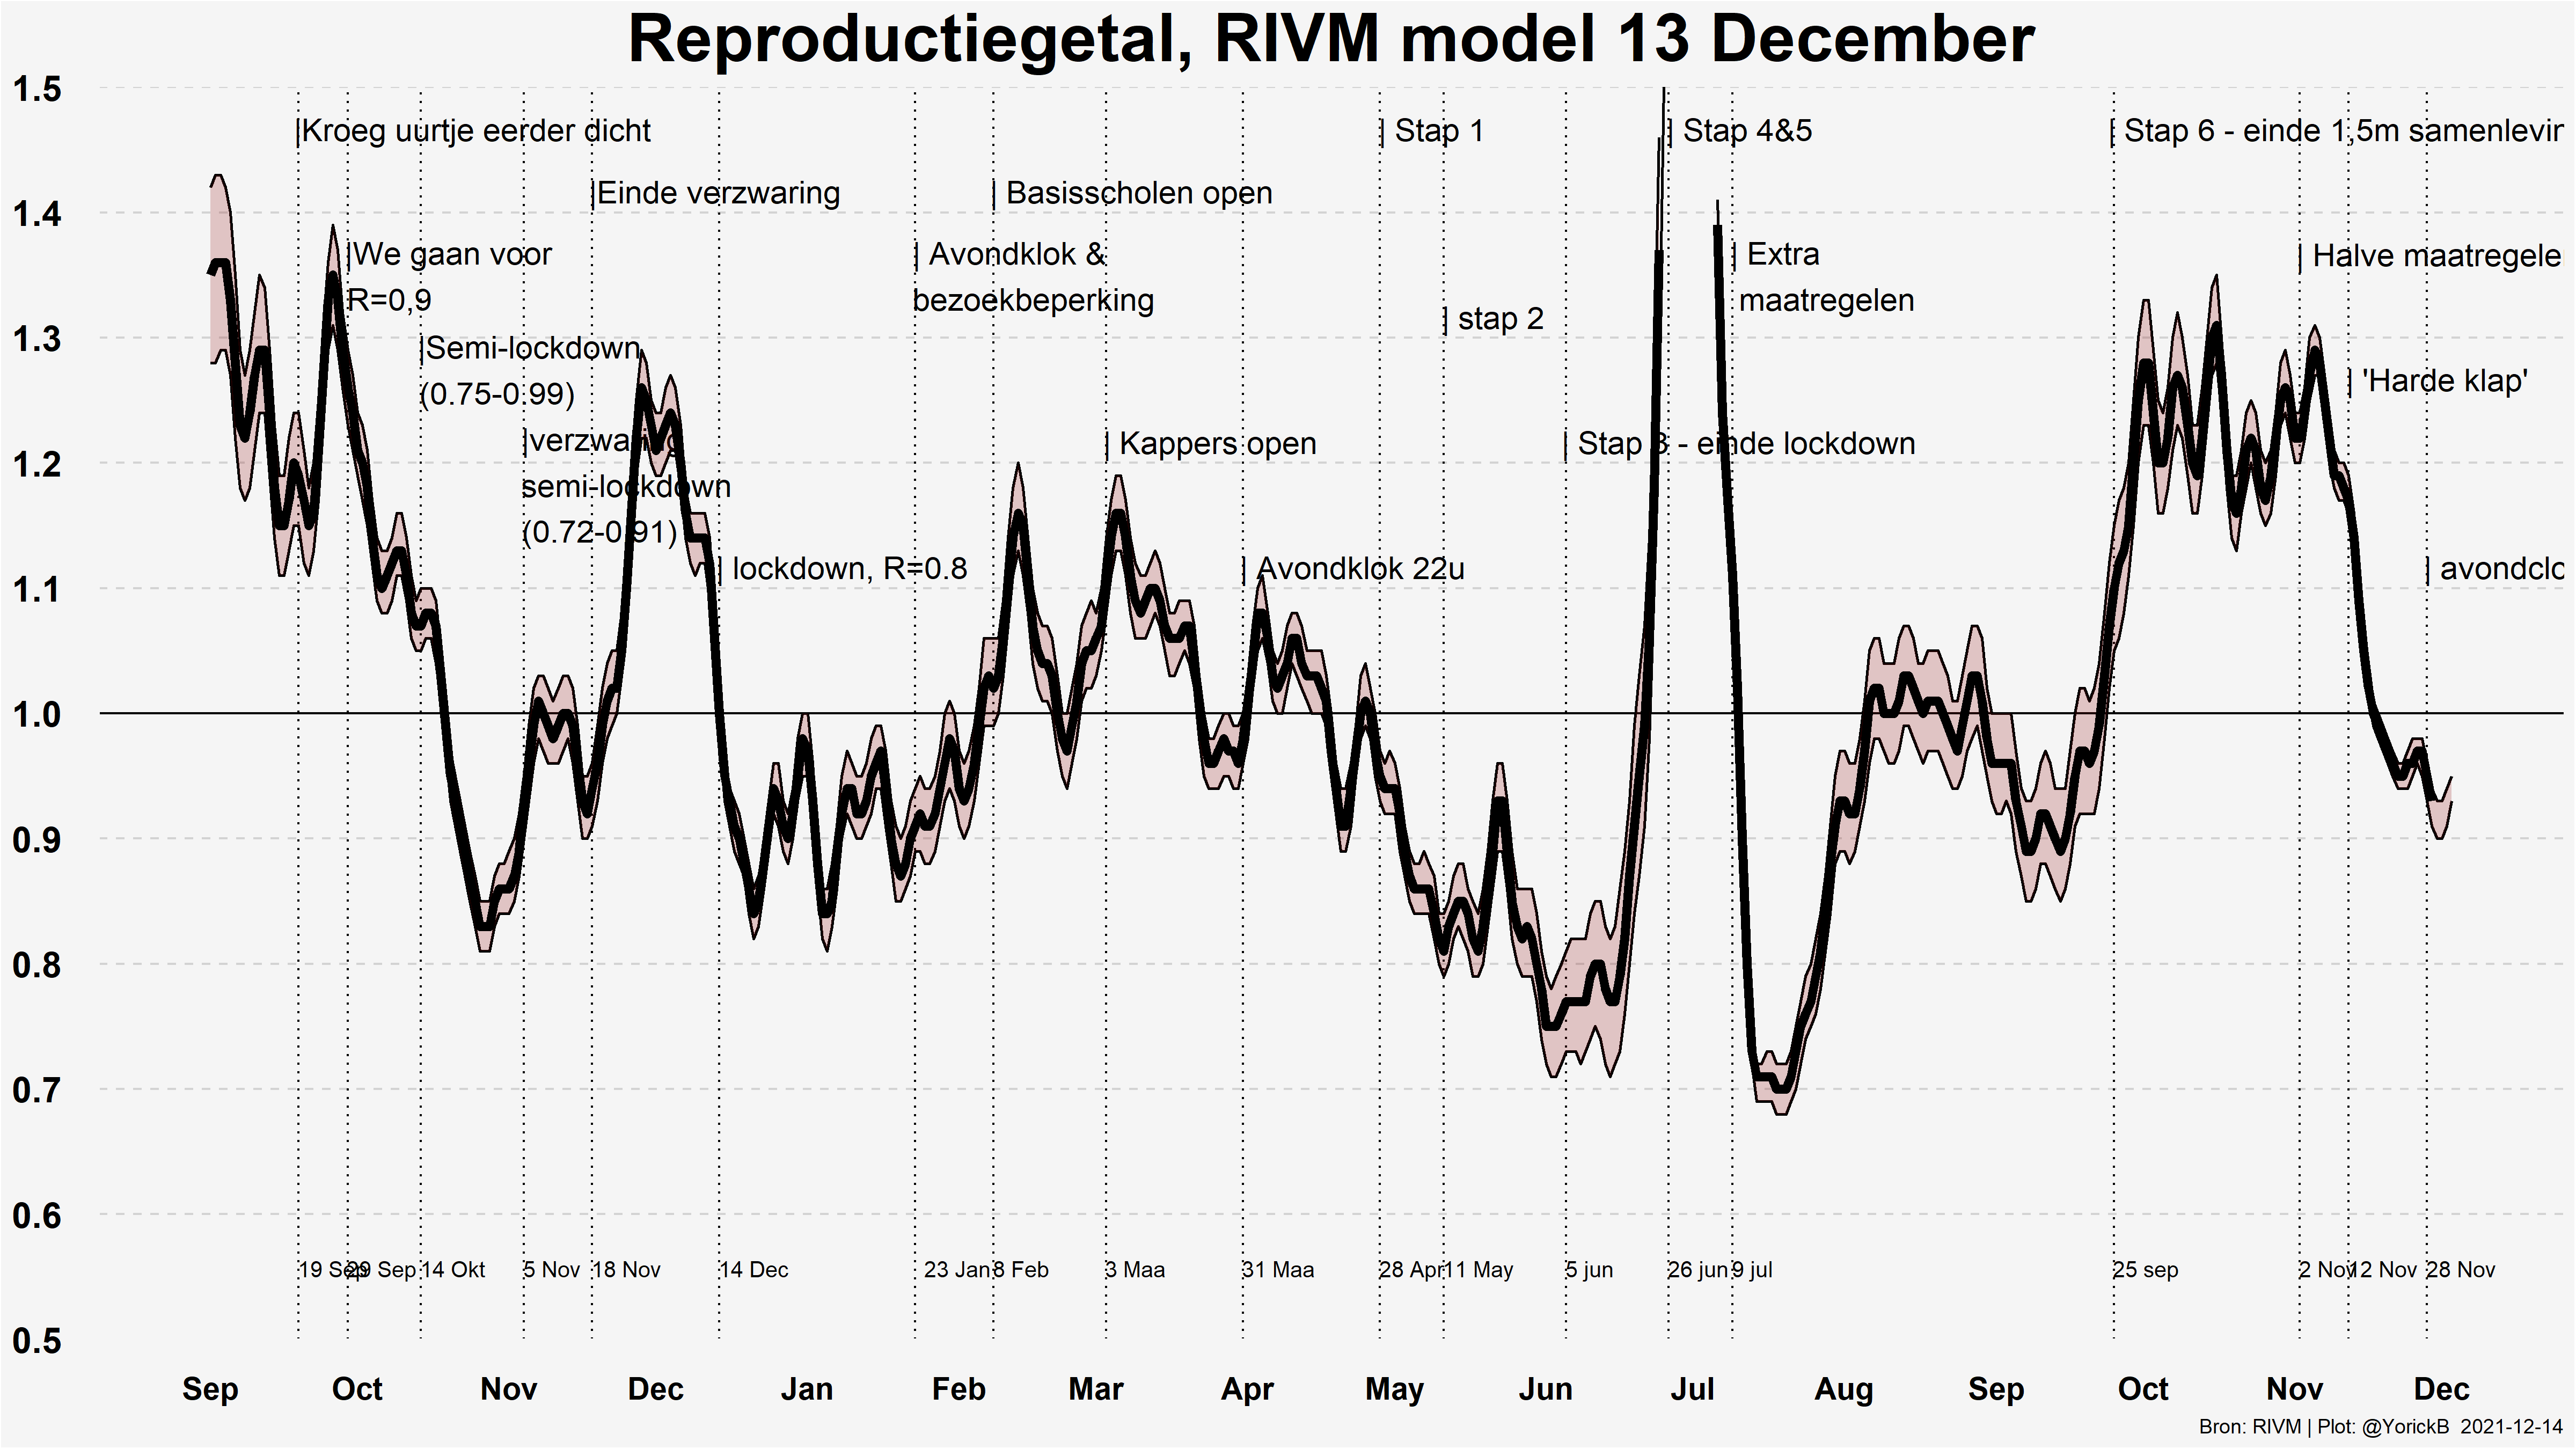 Reproductiegetal, RIVM model 13 December
1.5
1.4
1.3
1.2
1.1
1.0
0.9
0.8
0.7
0.6
0.5
|Kroeg uurtje eerder dicht
|Einde verzwaring
|We gaan voor
R=0,9
|Semi-lockdown
(0.75-0.99)
|verzwaring
semi-lockdown
(0.72-0.91)
| lockdown, R=0.8
| Basisscholen open
| Avondklok &
bezoekbeperking
| Kappers open
| Avondklok 22u
| Stap 1
| stap 2
| Stap 3 - einde lockdown
| Stap 4&5
| Extra
maatregelen
| Stap 6 - einde 1,5m samenlevin
| Halve maatregele
| 'Harde klap'
| avondclo
19 Sep
29 Sep
14 Okt
5 Nov
18 Nov
14 Dec
23 Jan
8 Feb
3 Maa
31 Maa
28 Apr
11 May
5 jun
26 jun
9 jul
25 sep
2 Nov
12 Nov
28 Nov
Sep
Oct
Nov
Dec
Jan
Feb
Mar
Apr
May
Jun
Jul
Aug
Sep
Oct
Nov
Dec
Bron: RIVM | Plot: @YorickB 2021-12-14